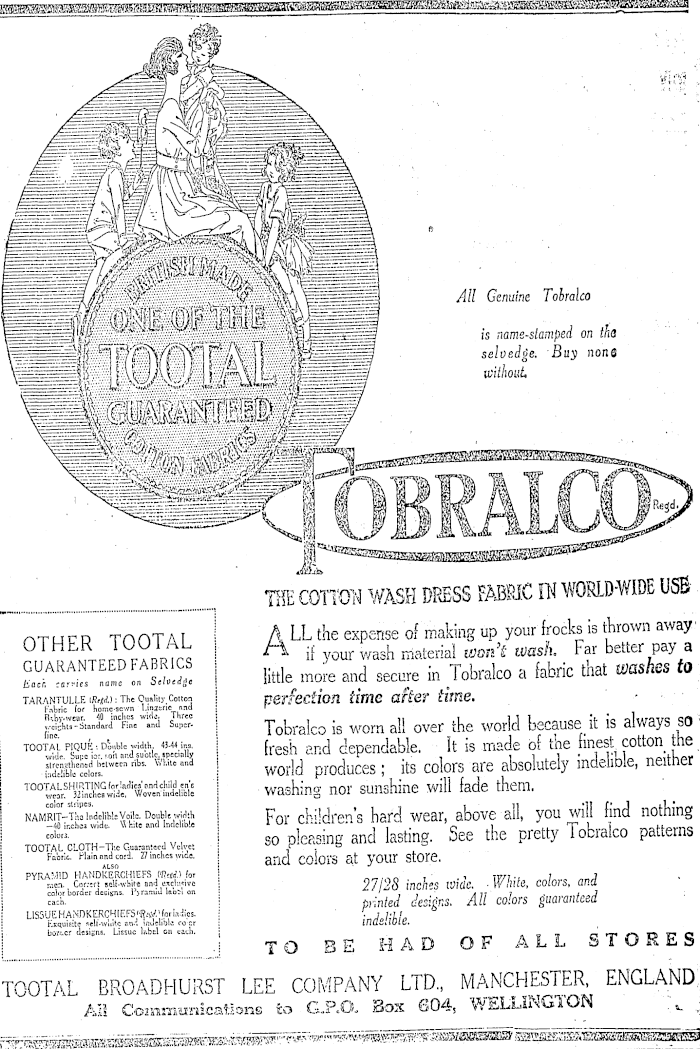 BRITISH MADE
ONE OF THE
TOOTAL
GUARANTEED
COTTON FABRICS
All Genuine Tobralco
is name-stamped on the
selvedge. Buy none
without.
TOBRALCO Regd.
THE COTTON WASH DRESS FABRIC IN WORLD-WIDE USE
ALL the expense of making up your frocks is thrown away
if your wash material won't wash. Far better pay a
little more and secure in Tobralco a fabric that washes to
perfection time after time.
Tobralco is worn all over the world because it is always so
fresh and dependable. It is made of the finest cotton the
world produces; its colors are absolutely indelible, neither
washing nor sunshine will fade them.
For children's hard wear, above all, you will find nothing
so pleasing and lasting. See the pretty Tobralco patterns
and colors at your store.
27/28 inches wide. White, colors, and
printed designs. All colors guaranteed
indelible.
TO BE HAD OF ALL STORES
OTHER TOOTAL
GUARANTEED FABRICS
Each carries name on Selvedge
TARANTULLE (Regd.): The Quality Cotton
Fabric for home-sewn Lingerie and
Baby-wear. 40 inches wide. Three
weights-Standard Fine and Super-
fine.
TOOTAL PIQUÉ: Double width, 43-44 ins.
wide. Superior, soft and supple, specially
strengthened between ribs. White and
indelible colors.
TOOTAL SHIRTING for ladies' and children's
wear. 32 inches wide. Woven indelible
color stripes.
NAMRIT—The Indelible Voile. Double width
—40 inches wide. White and Indelible
colors.
TOOTAL CLOTH—The Guaranteed Velvet
Fabric. Plain and cord. 27 inches wide.
ALSO
PYRAMID HANDKERCHIEFS (Regd.) for
men. Correct self-white and exclusive
color border designs. Pyramid label on
each.
LISSUE HANDKERCHIEFS (Regd.) for ladies.
Exquisite self-white and indelible color
border designs. Lissue label on each.
TOOTAL BROADHURST LEE COMPANY LTD., MANCHESTER, ENGLAND
All Communications to G.P.O. Box 604, WELLINGTON